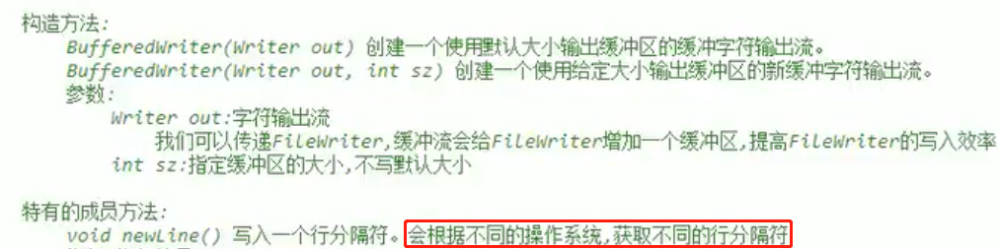 构造方法:
BufferedWriter(Writer out) 创建一个使用默认大小输出缓冲区的缓冲字符输出流。
BufferedWriter(Writer out, int sz) 创建一个使用给定大小输出缓冲区的新缓冲字符输出流。
参数:
Writer out:字符输出流
我们可以传递FileWriter,缓冲流会给FileWriter增加一个缓冲区,提高FileWriter的写入效率
int sz:指定缓冲区的大小,不写默认大小
特有的成员方法:
void newLine() 写入一个行分隔符。会根据不同的操作系统,获取不同的行分隔符